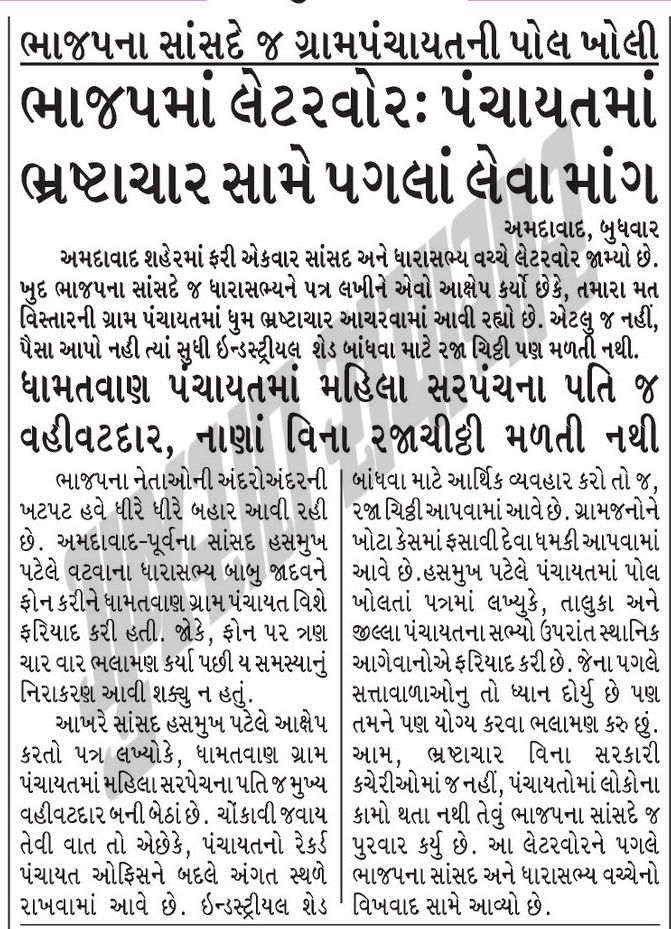 ભાજપના સાંસદે જ ગ્રામપંચાયતની પોલ ખોલી
ભાજપમાં લેટરવોરઃ પંચાયતમાં
ભ્રષ્ટાચાર સામે પગલાં લેવા માંગ
અમદાવાદ, બુધવાર
અમદાવાદ શહેરમાં ફરી એકવાર સાંસદ અને ધારાસભ્ય વચ્ચે લેટરવોર જામ્યો છે.
ખુદ ભાજપના સાંસદે જ ધારાસભ્યને પત્ર લખીને એવો આક્ષેપ કર્યો છેકે, તમારા મત
વિસ્તારની ગ્રામ પંચાયતમાં ધુમ ભ્રષ્ટાચાર આચરવામાં આવી રહ્યો છે. એટલુ જ નહીં,
પૈસા આપો નહી ત્યાં સુધી ઇન્ડસ્ટ્રીયલ શેડ બાંધવા માટે રજા ચિઠ્ઠી પણ મળતી નથી.
ધામતવાણ પંચાયતમાં મહિલા સરપંચના પતિ જ
વહીવટદાર, નાણાં વિના રજાચીઠ્ઠી મળતી નથી
ભાજપના નેતાઓની અંદરોઅંદરની
ખટપટ હવે ધીરે ધીરે બહાર આવી રહી
છે. અમદાવાદ-પૂર્વના સાંસદ હસમુખ
પટેલે વટવાના ધારાસભ્ય બાબુ જાદવને
ફોન કરીને ધામતવાણ ગ્રામ પંચાયત વિશે
ફરિયાદ કરી હતી. જોકે, ફોન પર ત્રણ
ચાર વાર ભલામણ કર્યા પછી ય સમસ્યાનું
નિરાકરણ આવી શક્યુ ન હતું.
આખરે સાંસદ હસમુખ પટેલે આક્ષેપ
કરતો પત્ર લખ્યોકે, ધામતવાણ ગ્રામ
પંચાયતમાં મહિલા સરપેચના પતિ જ મુખ્ય
વહીવટદાર બની બેઠાં છે. ચોંકાવી જવાય
તેવી વાત તો એછેકે, પંચાયતનો રેકર્ડ
પંચાયત ઓફિસને બદલે અંગત સ્થળે
રાખવામાં આવે છે. ઇન્ડસ્ટ્રીયલ શેડ
બાંધવા માટે આર્થિક વ્યવહાર કરો તો જ,
રજા ચિઠ્ઠી આપવામાં આવે છે. ગ્રામજનોને
ખોટા કેસમાં ફસાવી દેવા ધમકી આપવામાં
આવે છે.હસમુખ પટેલે પંચાયતમાં પોલ
ખોલતાં પત્રમાં લખ્યુકે, તાલુકા અને
જીલ્લા પંચાયતના સભ્યો ઉપરાંત સ્થાનિક
આગેવાનોએ ફરિયાદ કરી છે. જેના પગલે
સત્તાવાળાઓનુ તો ધ્યાન દોર્યુ છે પણ
તમને પણ યોગ્ય કરવા ભલામણ કરુ છું.
આમ, ભ્રષ્ટાચાર વિના સરકારી
કચેરીઓમાં જ નહીં, પંચાયતોમાં લોકોના
કામો થતા નથી તેવું ભાજપના સાંસદે જ
પુરવાર કર્યુ છે. આ લેટરવોરને પગલે
ભાજપના સાંસદ અને ધારાસભ્ય વચ્ચેનો
વિખવાદ સામે આવ્યો છે.